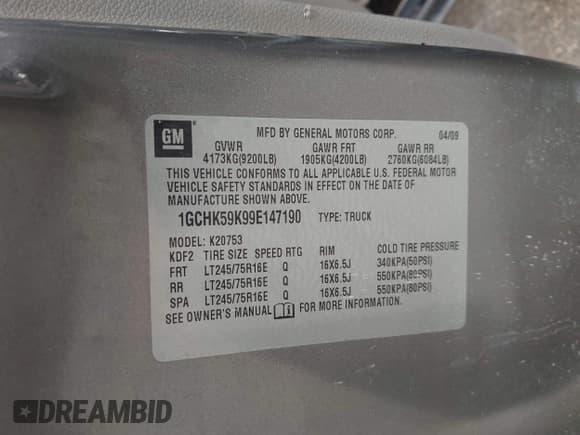 GM
MFD BY GENERAL MOTORS CORP. 04/09
GVWR GAWR FRT GAWR RR
4173KG(9200LB) 1905KG(4200LB) 2760KG(6084LB)
THIS VEHICLE CONFORMS TO ALL APPLICABLE U.S. FEDERAL MOTOR
VEHICLE SAFETY STANDARDS IN EFFECT ON THE DATE OF
MANUFACTURE SHOWN ABOVE.
1GCHK59K99E147190 TYPE: TRUCK
MODEL: K20753
KDF2 TIRE SIZE SPEED RTG RIM COLD TIRE PRESSURE
FRT LT245/75R16E Q 16X6.5J 340KPA(50PSI)
RR LT245/75R16E Q 16X6.5J 550KPA(80PSI)
SPA LT245/75R16E Q 16X6.5J 550KPA(80PSI)
SEE OWNER'S MANUAL FOR MORE INFORMATION.
DREAMBID